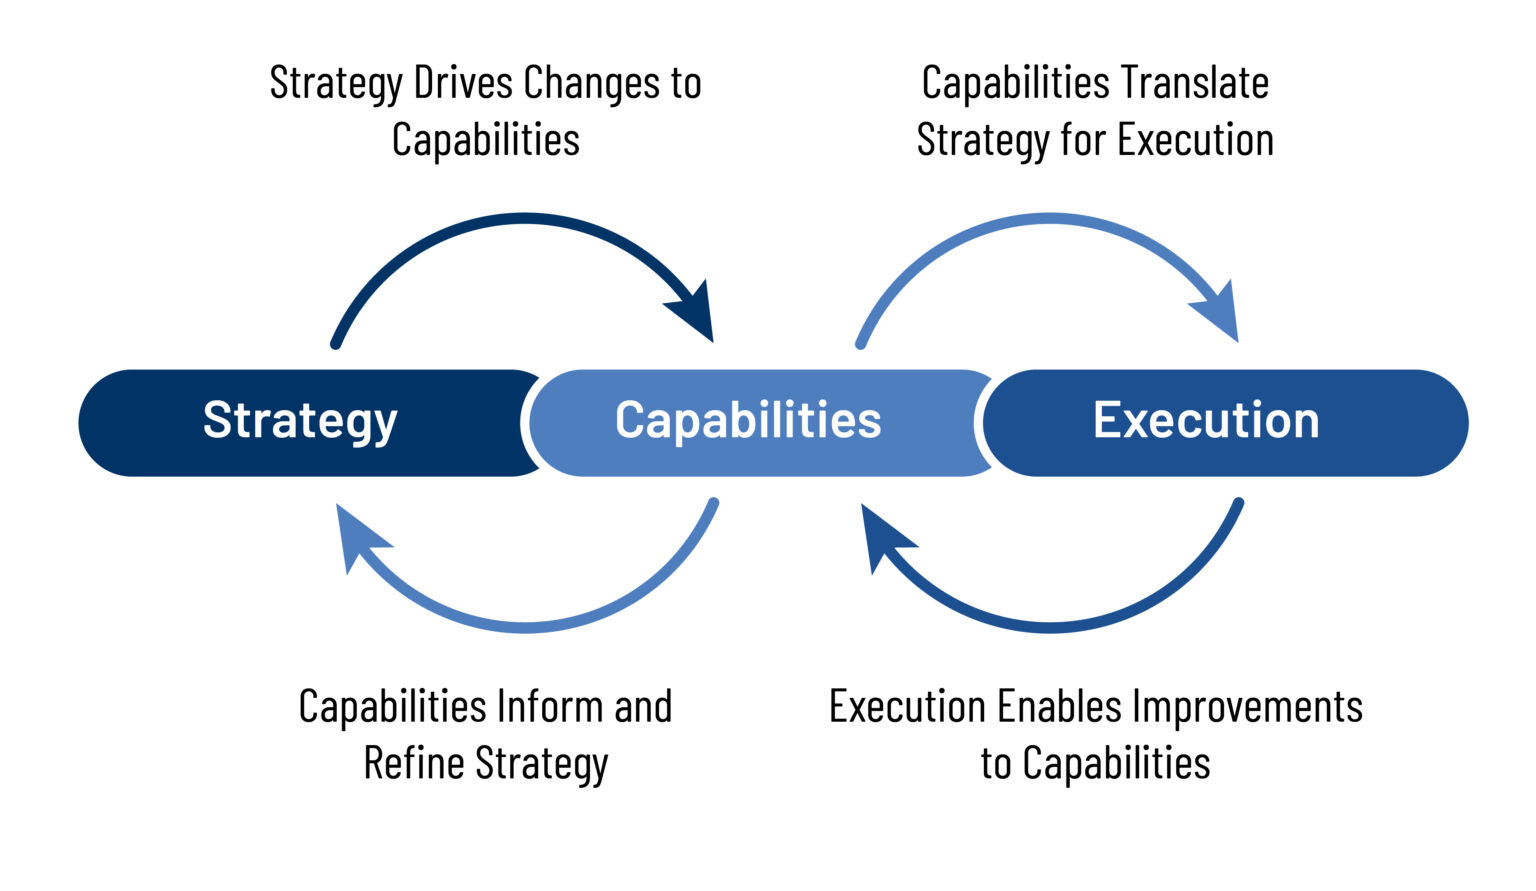 Strategy Drives Changes to
Capabilities
Capabilities Translate
Strategy for Execution
Strategy
Capabilities
Execution
Capabilities Inform and
Refine Strategy
Execution Enables Improvements
to Capabilities